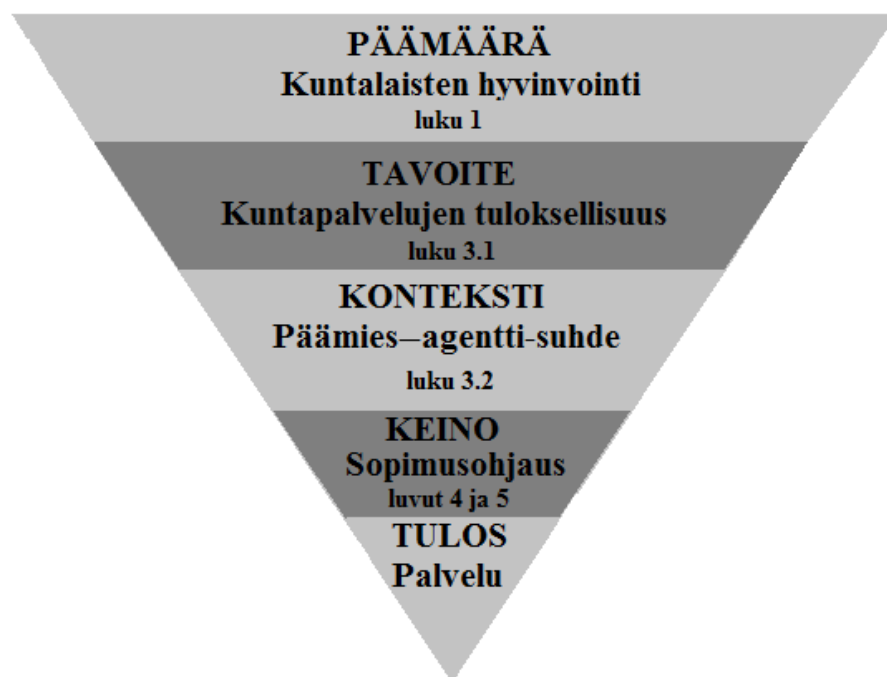 PÄÄMÄÄRÄ
Kuntalaisten hyvinvointi
luku 1
TAVOITE
Kuntapalvelujen tuloksellisuus
luku 3.1
KONTEKSTI
Päämies–agentti-suhde
luku 3.2
KEINO
Sopimusohjaus
luvut 4 ja 5
TULOS
Palvelu